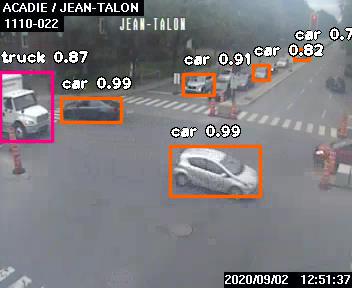 ACADIE / JEAN-TALON
1110-022
JEAN-TALON
car 0.7
truck 0.87
car 0.91
car 0.82
car 0.99
car 0.99
2020/09/02 12:51:37